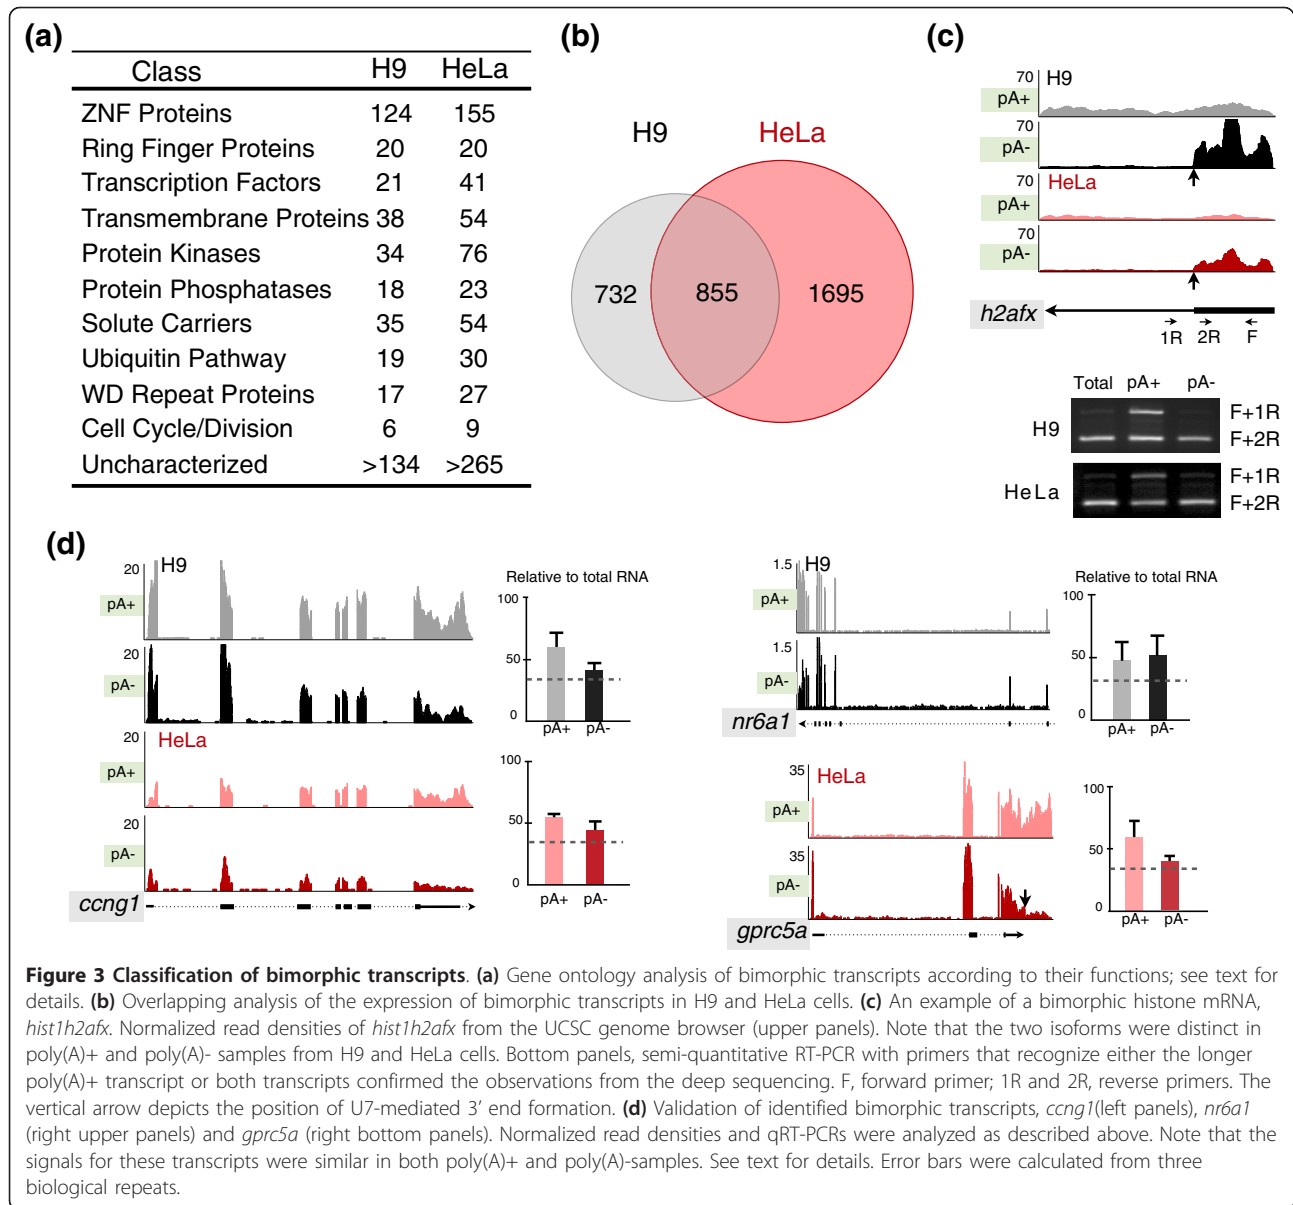 (a)
Class H9 HeLa
ZNF Proteins 124 155
Ring Finger Proteins 20 20
Transcription Factors 21 41
Transmembrane Proteins 38 54
Protein Kinases 34 76
Protein Phosphatases 18 23
Solute Carriers 35 54
Ubiquitin Pathway 19 30
WD Repeat Proteins 17 27
Cell Cycle/Division 6 9
Uncharacterized >134 >265
(b)
H9 HeLa
732 855 1695
(c)
70 H9
pA+
70
pA-
70 HeLa
pA+
70
pA-
h2afx
1R 2R F
Total pA+ pA-
H9
F+1R
F+2R
HeLa
F+1R
F+2R
(d)
20 H9
pA+
20
pA-
20 HeLa
pA+
20
pA-
ccng1
Relative to total RNA
100
50
0
pA+ pA-
100
50
0
pA+ pA-
1.5 H9
pA+
1.5
pA-
nr6a1
Relative to total RNA
100
50
0
pA+ pA-
35 HeLa
pA+
35
pA-
gprc5a
100
50
0
pA+ pA-
Figure 3 Classification of bimorphic transcripts. (a) Gene ontology analysis of bimorphic transcripts according to their functions; see text for
details. (b) Overlapping analysis of the expression of bimorphic transcripts in H9 and HeLa cells. (c) An example of a bimorphic histone mRNA,
hist1h2afx. Normalized read densities of hist1h2afx from the UCSC genome browser (upper panels). Note that the two isoforms were distinct in
poly(A)+ and poly(A)- samples from H9 and HeLa cells. Bottom panels, semi-quantitative RT-PCR with primers that recognize either the longer
poly(A)+ transcript or both transcripts confirmed the observations from the deep sequencing. F, forward primer; 1R and 2R, reverse primers. The
vertical arrow depicts the position of U7-mediated 3' end formation. (d) Validation of identified bimorphic transcripts, ccng1(left panels), nr6a1
(right upper panels) and gprc5a (right bottom panels). Normalized read densities and qRT-PCRs were analyzed as described above. Note that the
signals for these transcripts were similar in both poly(A)+ and poly(A)-samples. See text for details. Error bars were calculated from three
biological repeats.